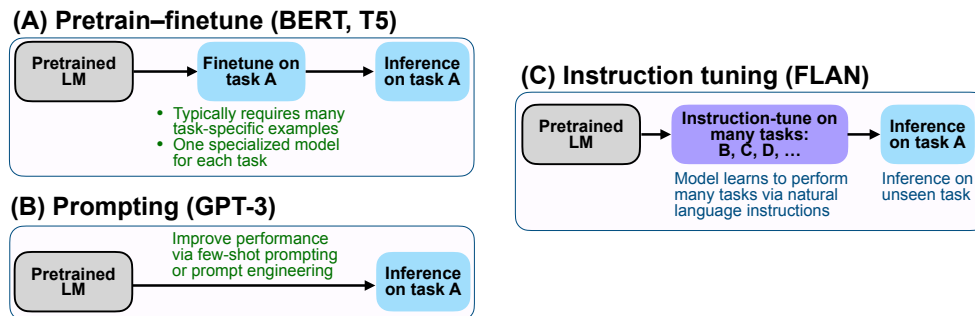 (A) Pretrain–finetune (BERT, T5)
Pretrained
LM
Finetune on
task A
Inference
on task A
• Typically requires many
task-specific examples
• One specialized model
for each task
(B) Prompting (GPT-3)
Pretrained
LM
Improve performance
via few-shot prompting
or prompt engineering
Inference
on task A
(C) Instruction tuning (FLAN)
Pretrained
LM
Instruction-tune on
many tasks:
B, C, D, …
Inference
on task A
Model learns to perform
many tasks via natural
language instructions
Inference on
unseen task